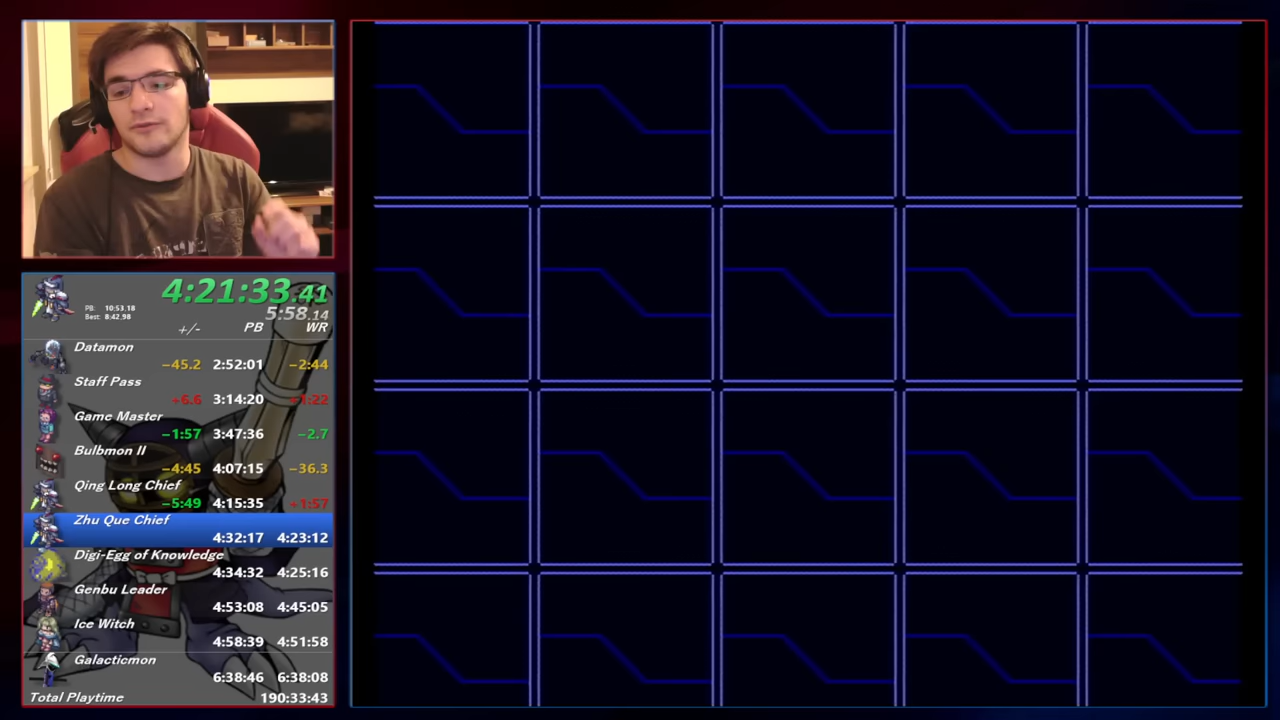 4:21:33.41
PB: 10:53.18
Best: 8:42.98
5:58.14
+/- PB WR
Datamon
-45.2 2:52:01 -2:44
Staff Pass
+6.6 3:14:20 +1:22
Game Master
-1:57 3:47:36 -2.7
Bulbmon II
-4:45 4:07:15 -36.3
Qing Long Chief
-5:49 4:15:35 +1:57
Zhu Que Chief
4:32:17 4:23:12
Digi-Egg of Knowledge
4:34:32 4:25:16
Genbu Leader
4:53:08 4:45:05
Ice Witch
4:58:39 4:51:58
Galacticmon
6:38:46 6:38:08
Total Playtime 190:33:43